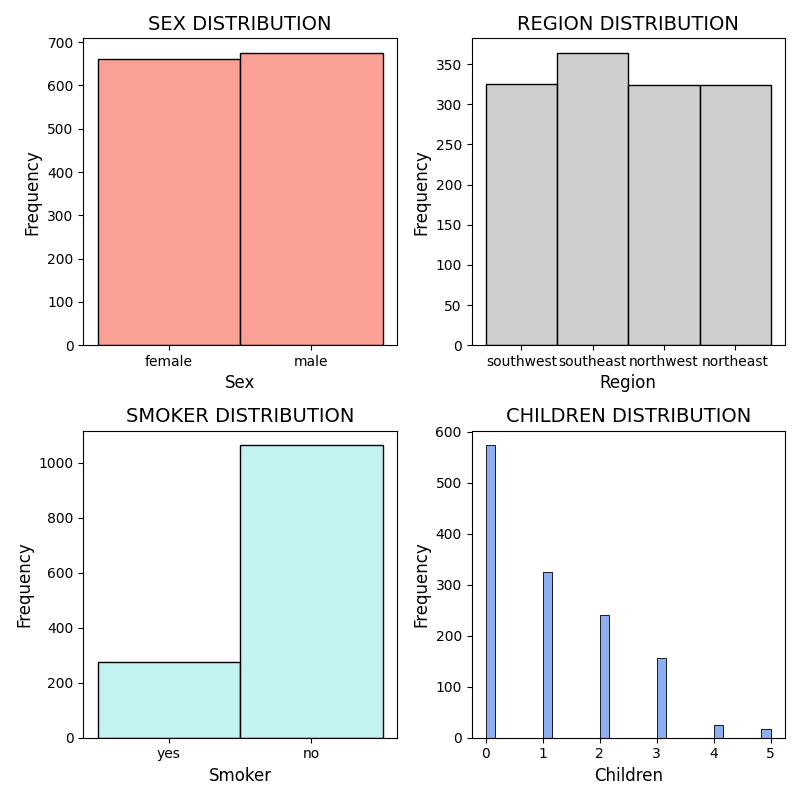 SEX DISTRIBUTION
700
600
500
400
300
200
100
0
Frequency
female male
Sex
REGION DISTRIBUTION
350
300
250
200
150
100
50
0
Frequency
southwest southeast northwest northeast
Region
SMOKER DISTRIBUTION
1000
800
600
400
200
0
Frequency
yes no
Smoker
CHILDREN DISTRIBUTION
600
500
400
300
200
100
0
Frequency
0 1 2 3 4 5
Children